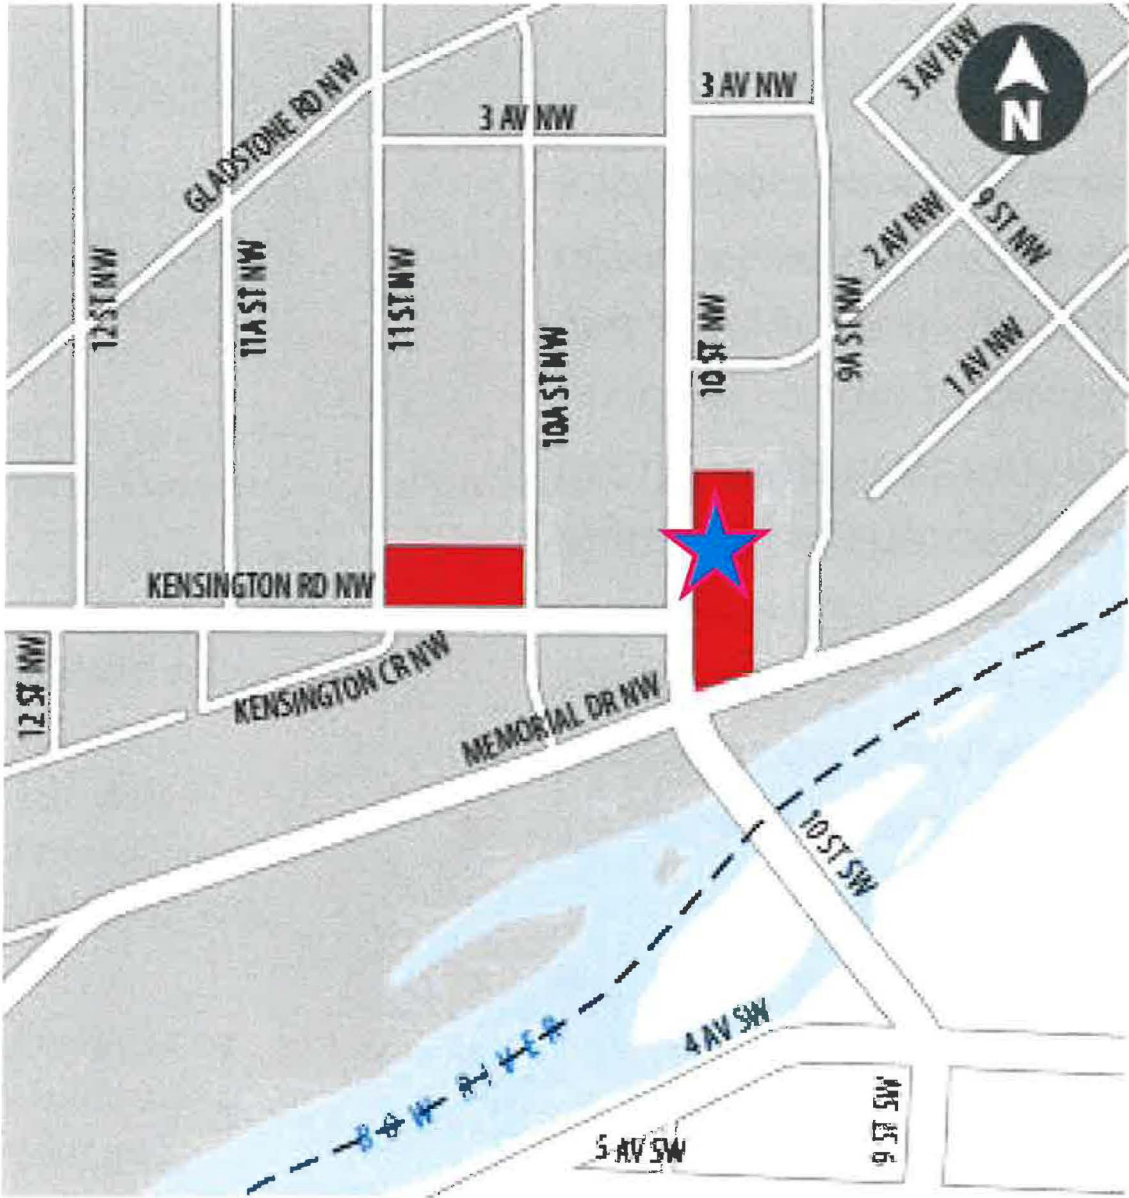 3 AV NW
N
3 AV NW
GLADSTONE RD NW
3 AV NW
2 AV NW
9 ST NW
12 ST NW
11A ST NW
11 ST NW
10A ST NW
10 ST NW
9A ST NW
1 AV NW
KENSINGTON RD NW
12 ST NW
KENSINGTON CR NW
MEMORIAL DR NW
10 ST SW
BOW RIVER
4 AV SW
5 AV SW
9 ST SW